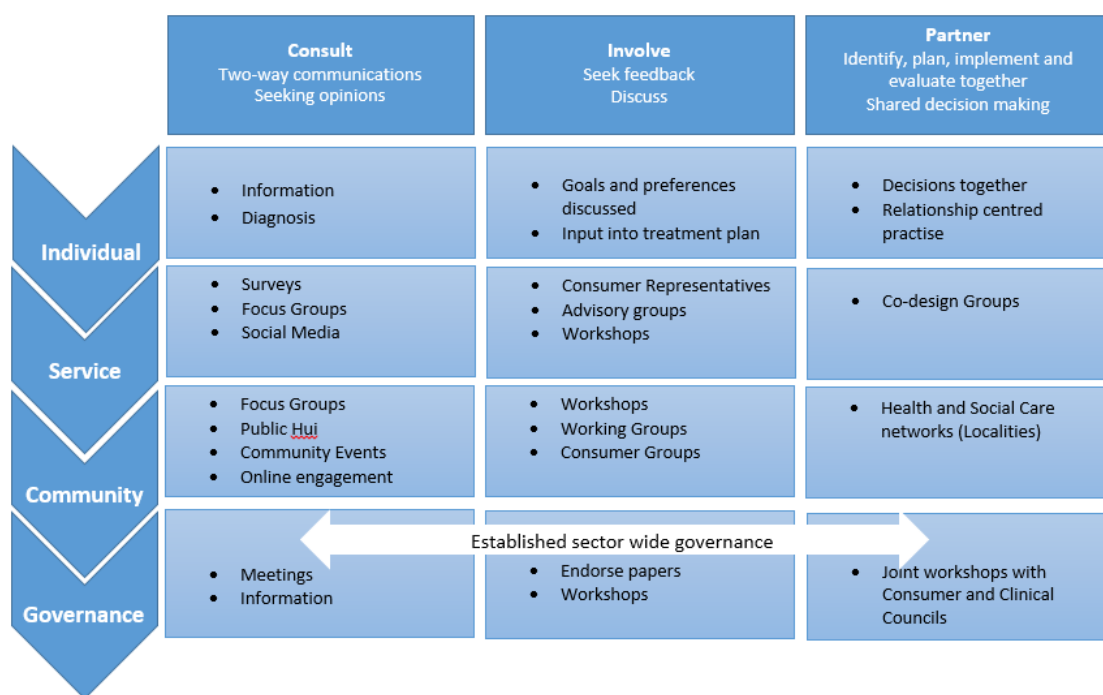 Consult
Two-way communications
Seeking opinions
Involve
Seek feedback
Discuss
Partner
Identify, plan, implement and
evaluate together
Shared decision making
Individual
• Information
• Diagnosis
• Goals and preferences
discussed
• Input into treatment plan
• Decisions together
• Relationship centred
practise
Service
• Surveys
• Focus Groups
• Social Media
• Consumer Representatives
• Advisory groups
• Workshops
• Co-design Groups
Community
• Focus Groups
• Public Hui
• Community Events
• Online engagement
• Workshops
• Working Groups
• Consumer Groups
• Health and Social Care
networks (Localities)
Established sector wide governance
Governance
• Meetings
• Information
• Endorse papers
• Workshops
• Joint workshops with
Consumer and Clinical
Councils